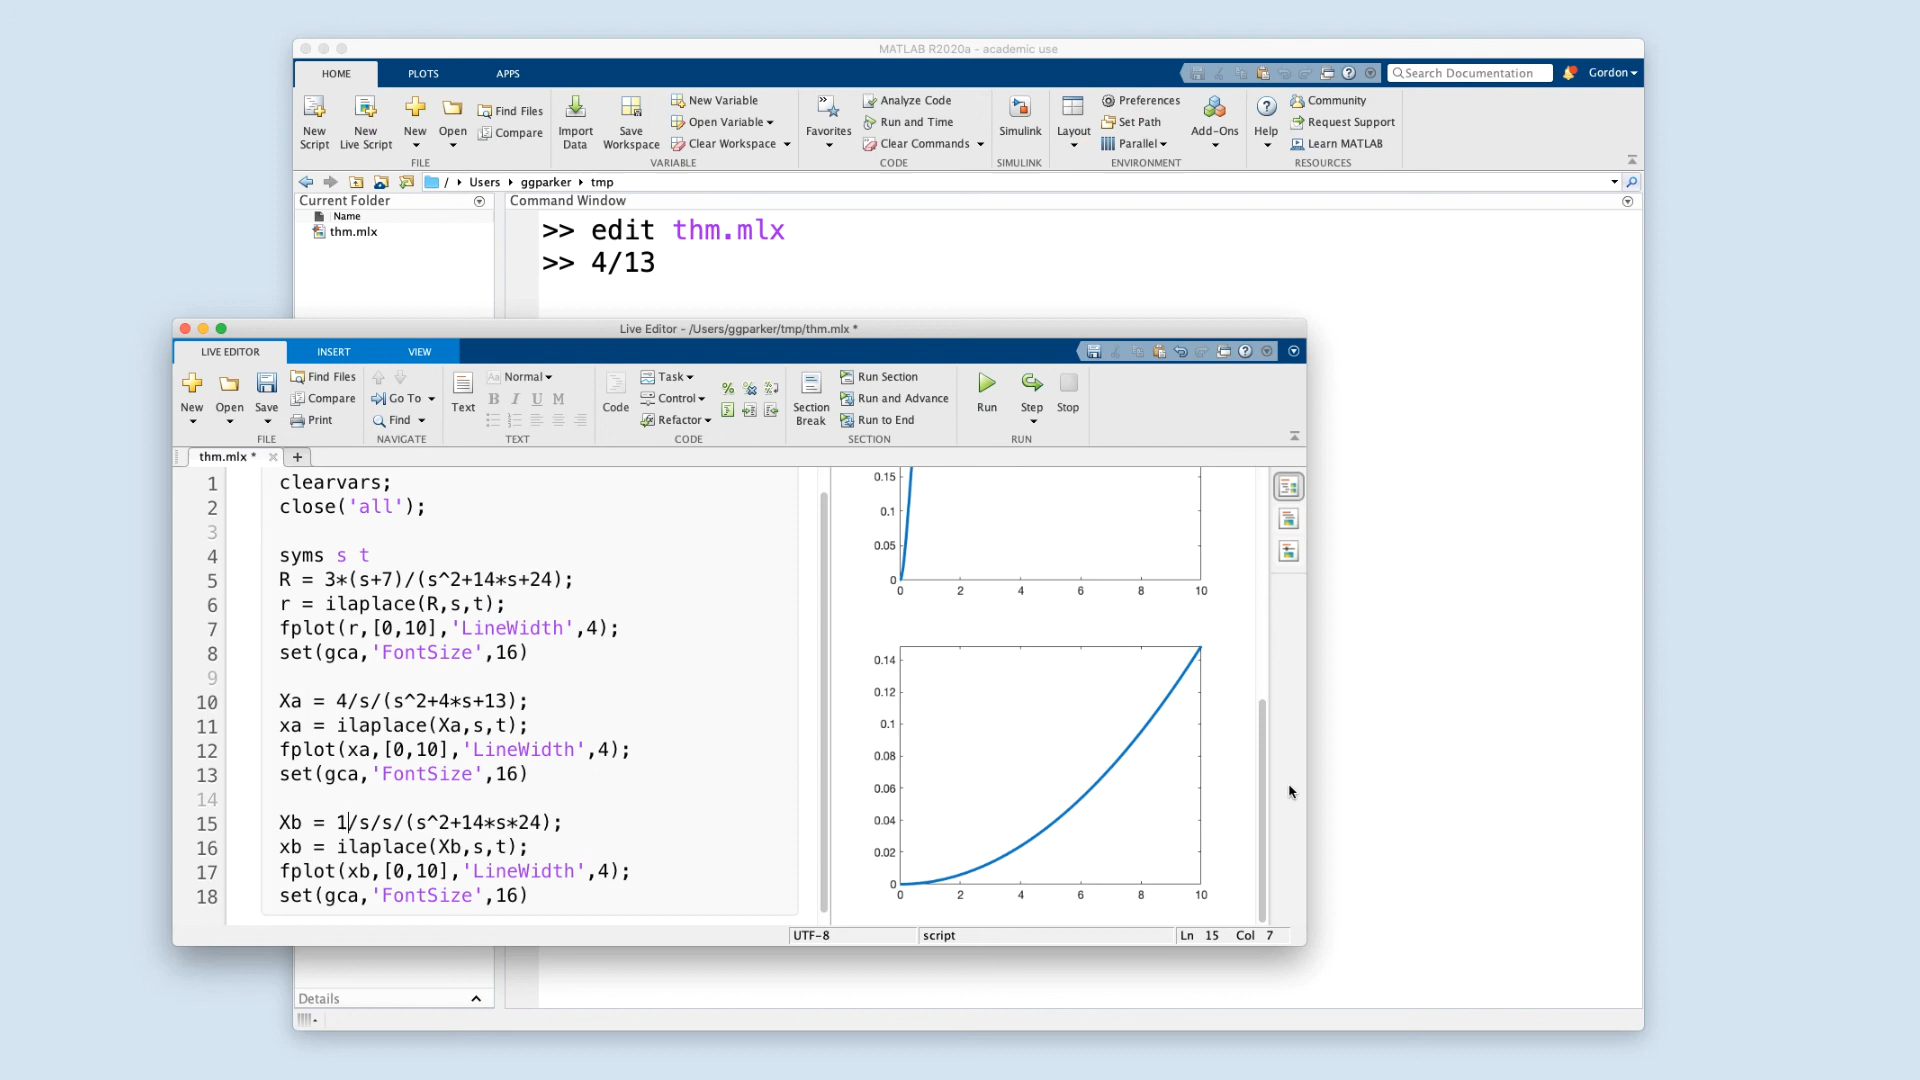 MATLAB R2020a - academic use
HOME PLOTS APPS
Search Documentation
Gordon
New Script
New Live Script
New
Open
Find Files
Compare
FILE
Import Data
Save Workspace
New Variable
Open Variable
Clear Workspace
VARIABLE
Favorites
Analyze Code
Run and Time
Clear Commands
CODE
Simulink
SIMULINK
Layout
Preferences
Set Path
Parallel
Add-Ons
ENVIRONMENT
Help
Community
Request Support
Learn MATLAB
RESOURCES
/ Users ggparker tmp
Current Folder
Name
thm.mlx
Command Window
>> edit thm.mlx
>> 4/13
Live Editor - /Users/ggparker/tmp/thm.mlx *
LIVE EDITOR INSERT VIEW
New
Open
Save
Find Files
Compare
Print
FILE
Go To
Find
NAVIGATE
Text
Aa Normal
B I U M
TEXT
Code
Task
Control
Refactor
CODE
Section Break
Run Section
Run and Advance
Run to End
SECTION
Run
Step
Stop
RUN
thm.mlx *
1 clearvars;
2 close('all');
3
4 syms s t
5 R = 3*(s+7)/(s^2+14*s+24);
6 r = ilaplace(R,s,t);
7 fplot(r,[0,10],'LineWidth',4);
8 set(gca,'FontSize',16)
9
10 Xa = 4/s/(s^2+4*s+13);
11 xa = ilaplace(Xa,s,t);
12 fplot(xa,[0,10],'LineWidth',4);
13 set(gca,'FontSize',16)
14
15 Xb = 1/s/s/(s^2+14*s*24);
16 xb = ilaplace(Xb,s,t);
17 fplot(xb,[0,10],'LineWidth',4);
18 set(gca,'FontSize',16)
0.15
0.1
0.05
0
0 2 4 6 8 10
0.14
0.12
0.1
0.08
0.06
0.04
0.02
0
0 2 4 6 8 10
UTF-8 script Ln 15 Col 7
Details